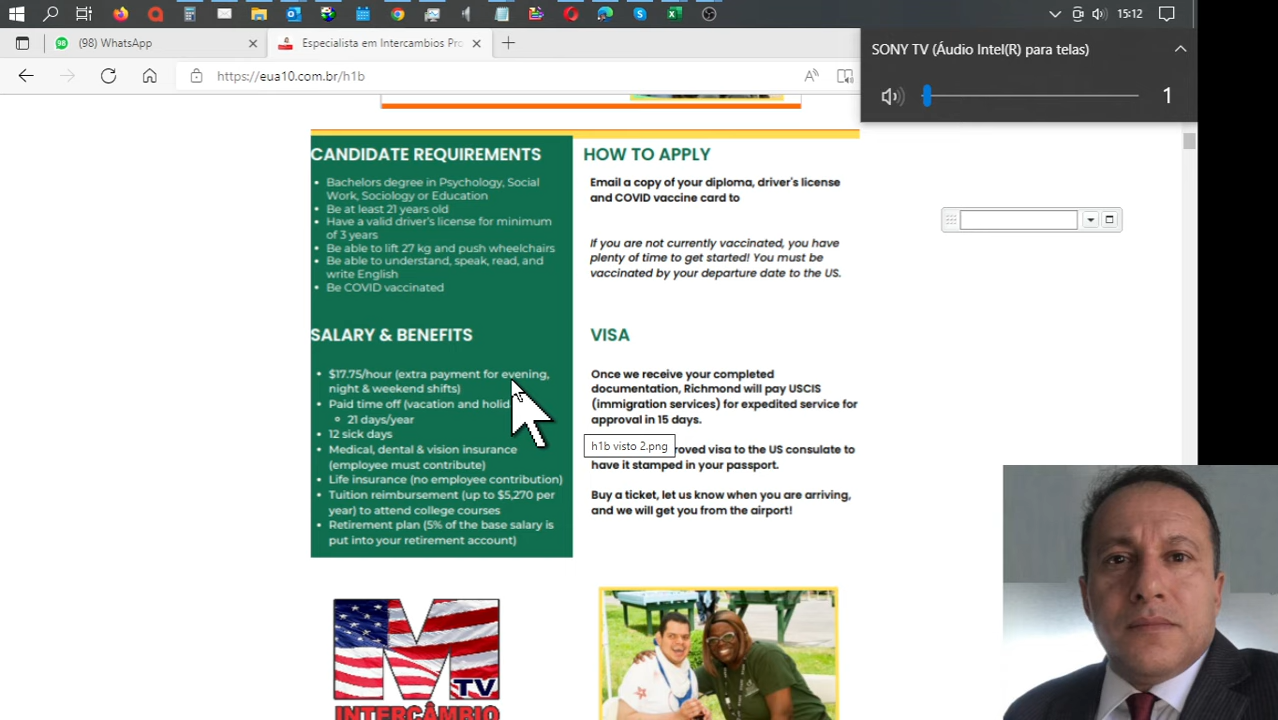 15:12
(98) WhatsApp
Especialista em Intercambios Pro
https://eua10.com.br/h1b
SONY TV (Áudio Intel(R) para telas)
1
CANDIDATE REQUIREMENTS
Bachelors degree in Psychology, Social
Work, Sociology or Education
Be at least 21 years old
Have a valid driver's license for minimum
of 3 years
Be able to lift 27 kg and push wheelchairs
Be able to understand, speak, read, and
write English
Be COVID vaccinated
HOW TO APPLY
Email a copy of your diploma, driver's license
and COVID vaccine card to
If you are not currently vaccinated, you have
plenty of time to get started! You must be
vaccinated by your departure date to the US.
SALARY & BENEFITS
$17.75/hour (extra payment for evening,
night & weekend shifts)
Paid time off (vacation and
21 days/year
12 sick days
Medical, dental & vision insurance
(employee must contribute)
Life insurance (no employee contribution)
Tuition reimbursement (up to $5,270 per
year) to attend college courses
Retirement plan (5% of the base salary is
put into your retirement account)
VISA
Once we receive your completed
documentation, Richmond will pay USCIS
(immigration services) for expedited service for
approval in 15 days.
h1b visto 2.png
visa to the US consulate to
have it stamped in your passport.
Buy a ticket, let us know when you are arriving,
and we will get you from the airport!
M
TV
INTERCÂMBIO